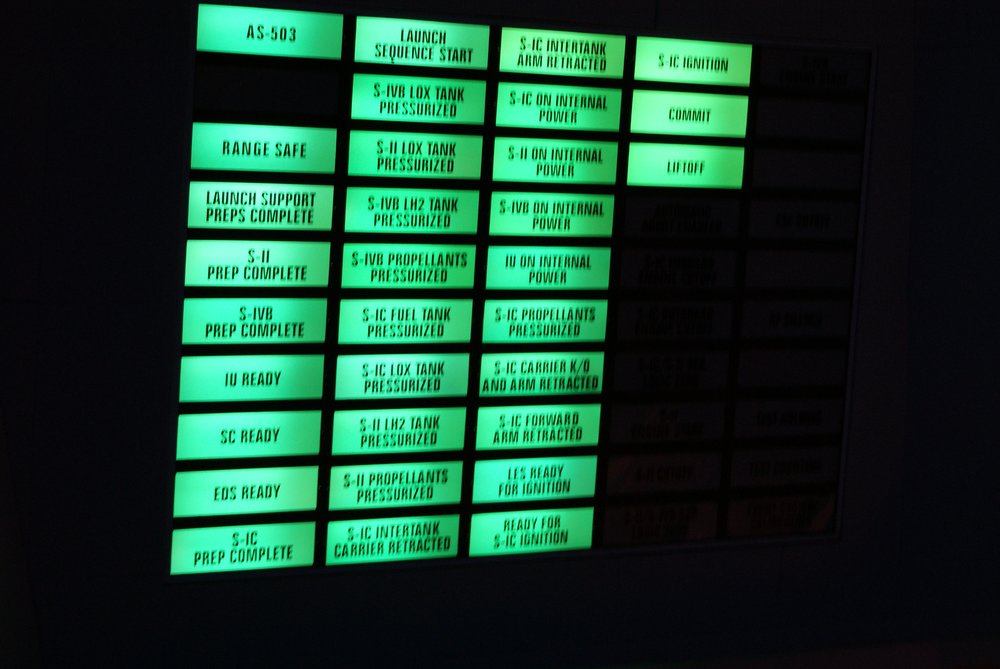 AS-503
RANGE SAFE
LAUNCH SUPPORT
PREPS COMPLETE
S-II
PREP COMPLETE
S-IVB
PREP COMPLETE
IU READY
SC READY
EDS READY
S-IC
PREP COMPLETE
LAUNCH
SEQUENCE START
S-IVB LOX TANK
PRESSURIZED
S-II LOX TANK
PRESSURIZED
S-IVB LH2 TANK
PRESSURIZED
S-IVB PROPELLANTS
PRESSURIZED
S-IC FUEL TANK
PRESSURIZED
S-IC LOX TANK
PRESSURIZED
S-II LH2 TANK
PRESSURIZED
S-II PROPELLANTS
PRESSURIZED
S-IC INTERTANK
CARRIER RETRACTED
S-IC INTERTANK
ARM RETRACTED
S-IC ON INTERNAL
POWER
S-II ON INTERNAL
POWER
S-IVB ON INTERNAL
POWER
IU ON INTERNAL
POWER
S-IC PROPELLANTS
PRESSURIZED
S-IC CARRIER K/O
AND ARM RETRACTED
S-IC FORWARD
ARM RETRACTED
LES READY
FOR IGNITION
READY FOR
S-IC IGNITION
S-IC IGNITION
COMMIT
LIFTOFF
S-II CUTOFF